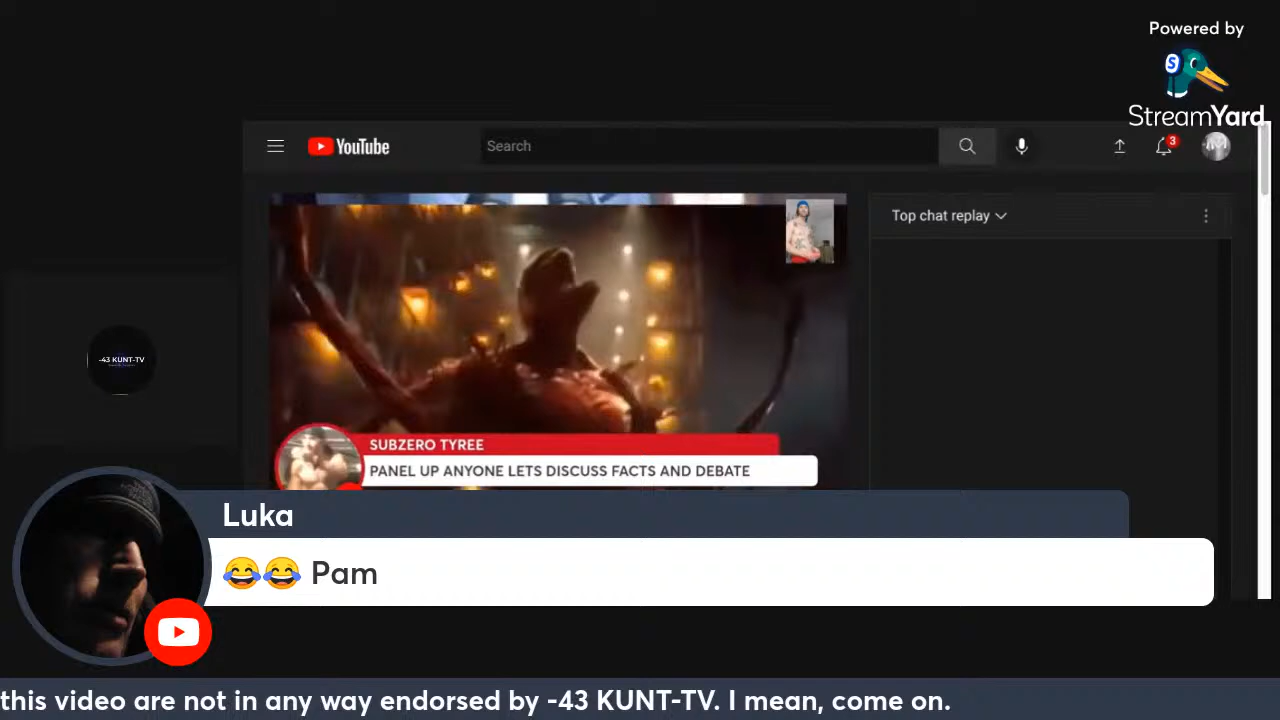 Powered by
StreamYard
YouTube
Search
3
Top chat replay
-43 KUNT-TV
SUBZERO TYREE
PANEL UP ANYONE LETS DISCUSS FACTS AND DEBATE
Luka
😂😂 Pam
this video are not in any way endorsed by -43 KUNT-TV. I mean, come on.